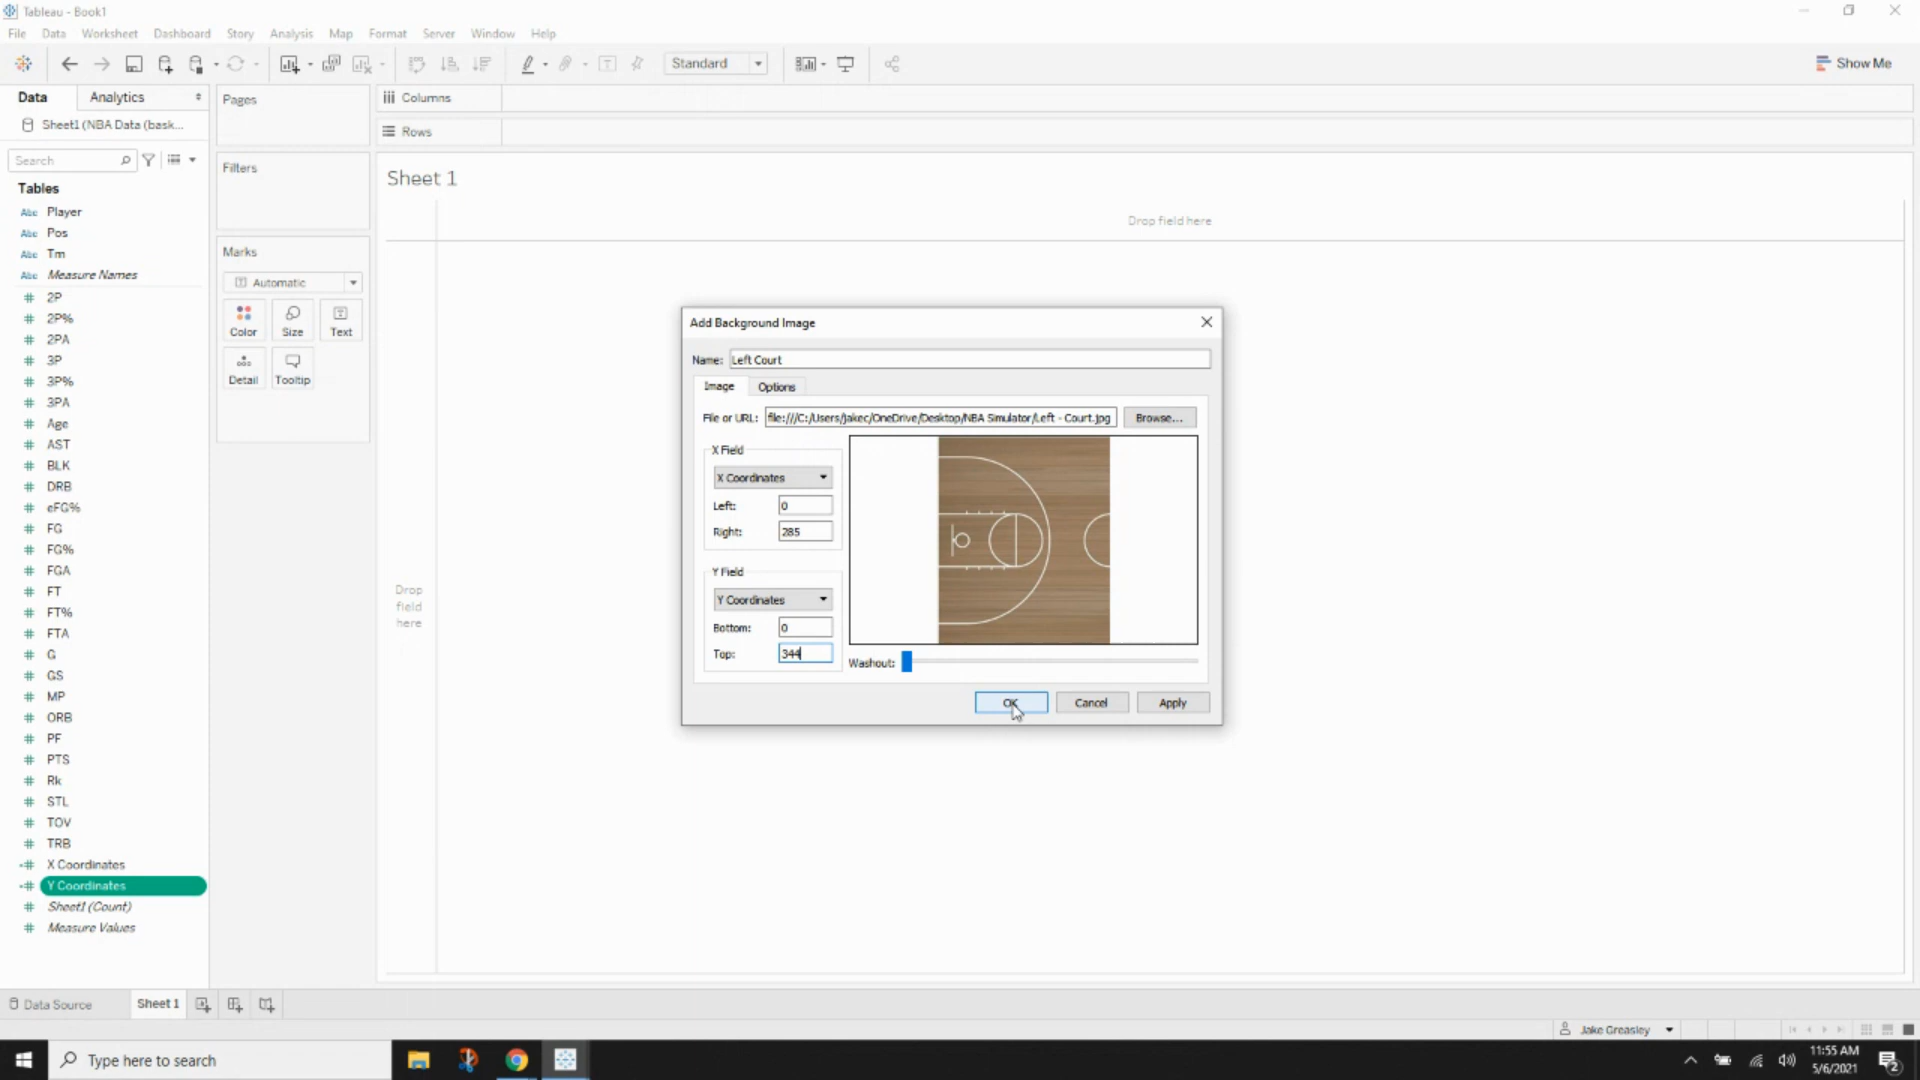 Tableau - Book1
File Data Worksheet Dashboard Story Analysis Map Format Server Window Help
Standard
Show Me
Data Analytics
Sheet1 (NBA Data (bask...
Search
Tables
Abc Player
Abc Pos
Abc Tm
Abc Measure Names
# 2P
# 2P%
# 2PA
# 3P
# 3P%
# 3PA
# Age
# AST
# BLK
# DRB
# eFG%
# FG
# FG%
# FGA
# FT
# FT%
# FTA
# G
# GS
# MP
# ORB
# PF
# PTS
# Rk
# STL
# TOV
# TRB
# X Coordinates
# Y Coordinates
# Sheet1 (Count)
# Measure Values
Pages
Filters
Marks
Automatic
Color Size Text
Detail Tooltip
Columns
Rows
Sheet 1
Drop field here
Drop
field
here
Add Background Image
Name: Left Court
Image Options
File or URL: file:///C:/Users/jakec/OneDrive/Desktop/NBA Simulator/Left - Court.jpg Browse...
X Field
X Coordinates
Left: 0
Right: 285
Y Field
Y Coordinates
Bottom: 0
Top: 344
Washout:
OK Cancel Apply
Data Source Sheet 1
Jake Greasley
Type here to search
11:55 AM
5/6/2021
2